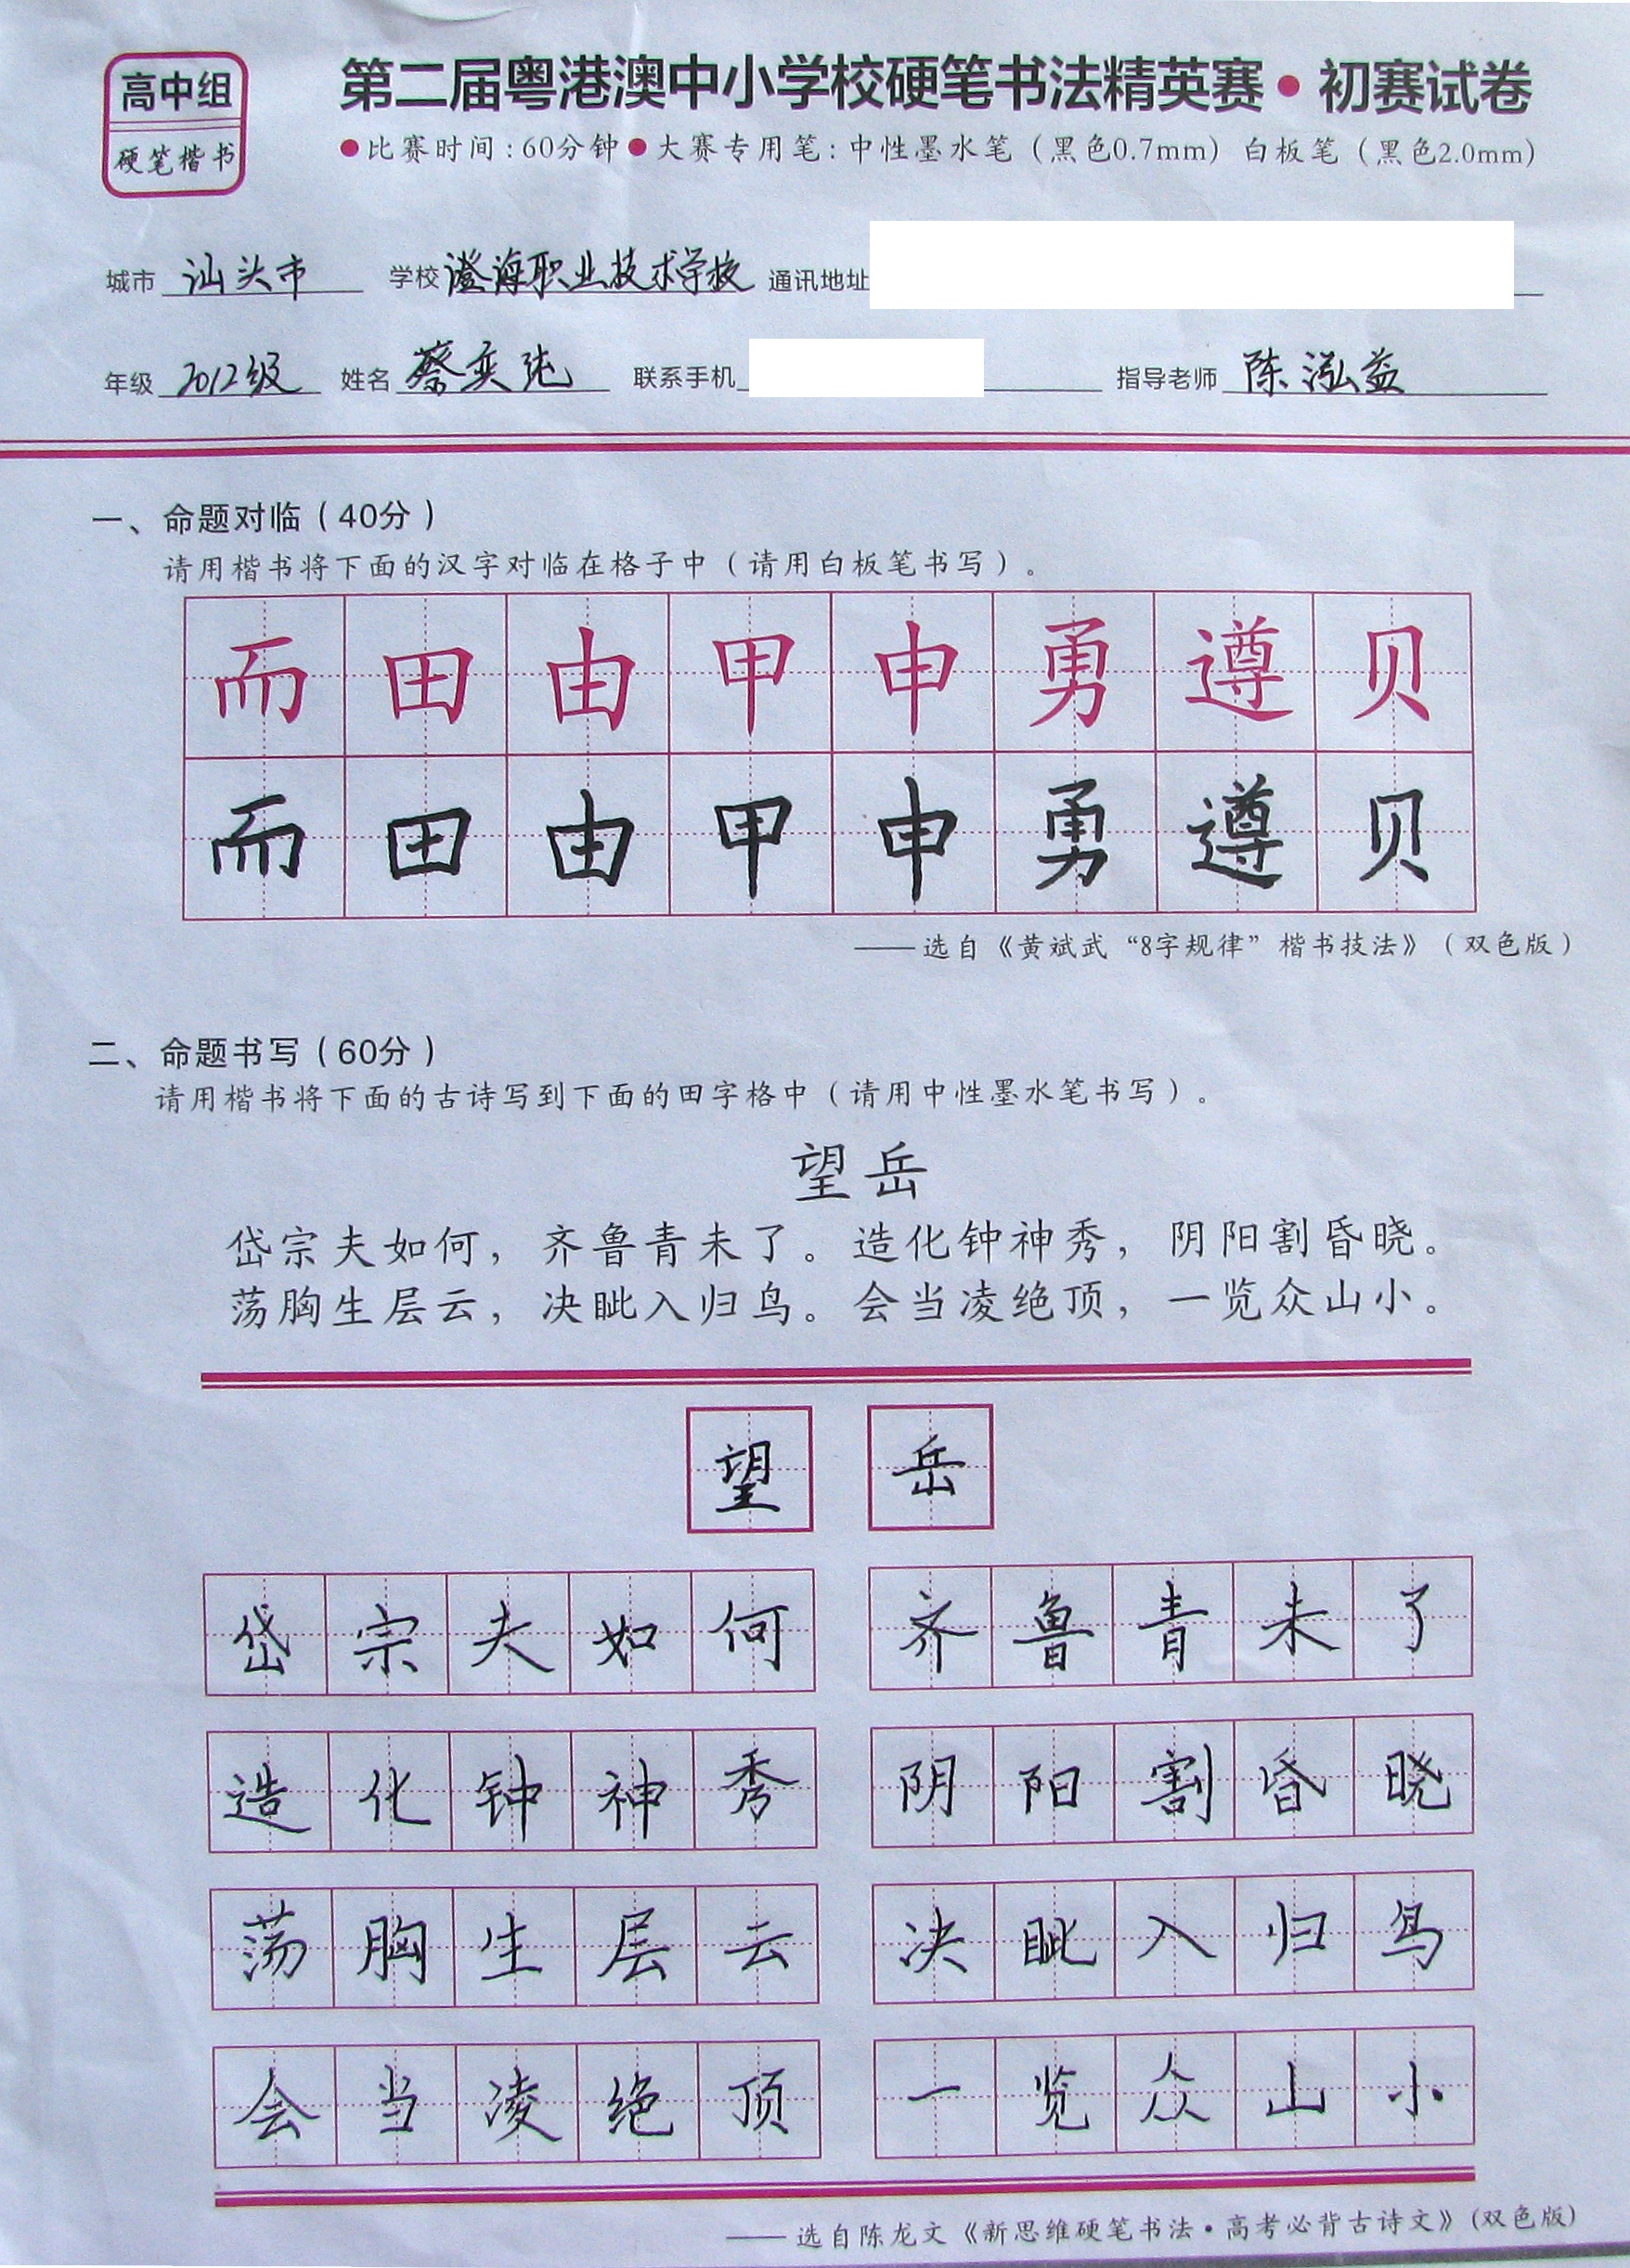 高中组
硬笔楷书
第二届粤港澳中小学校硬笔书法精英赛·初赛试卷
●比赛时间:60分钟●大赛专用笔:中性墨水笔（黑色0.7mm）白板笔（黑色2.0mm）
城市 汕头市 学校 澄海职业技术学校 通讯地址
年级 2012级 姓名 蔡奕纯 联系手机 指导老师 陈泓益
一、命题对临（40分）
请用楷书将下面的汉字对临在格子中（请用白板笔书写）。
而田由甲申勇遵贝
而田由甲申勇遵贝
——选自《黄斌武“8字规律”楷书技法》（双色版）
二、命题书写（60分）
请用楷书将下面的古诗写到下面的田字格中（请用中性墨水笔书写）。
望岳
岱宗夫如何，齐鲁青未了。造化钟神秀，阴阳割昏晓。
荡胸生层云，决眦入归鸟。会当凌绝顶，一览众山小。
望岳
岱宗夫如何 齐鲁青未了
造化钟神秀 阴阳割昏晓
荡胸生层云 决眦入归鸟
会当凌绝顶 一览众山小
——选自陈龙文《新思维硬笔书法·高考必背古诗文》（双色版）